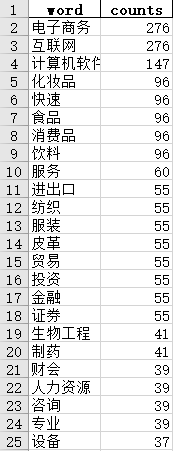 1 word counts
2 电子商务 276
3 互联网 276
4 计算机软件 147
5 化妆品 96
6 快速 96
7 食品 96
8 消费品 96
9 饮料 96
10 服务 60
11 进出口 55
12 纺织 55
13 服装 55
14 皮革 55
15 贸易 55
16 投资 55
17 金融 55
18 证券 55
19 生物工程 41
20 制药 41
21 财会 39
22 人力资源 39
23 咨询 39
24 专业 39
25 设备 37